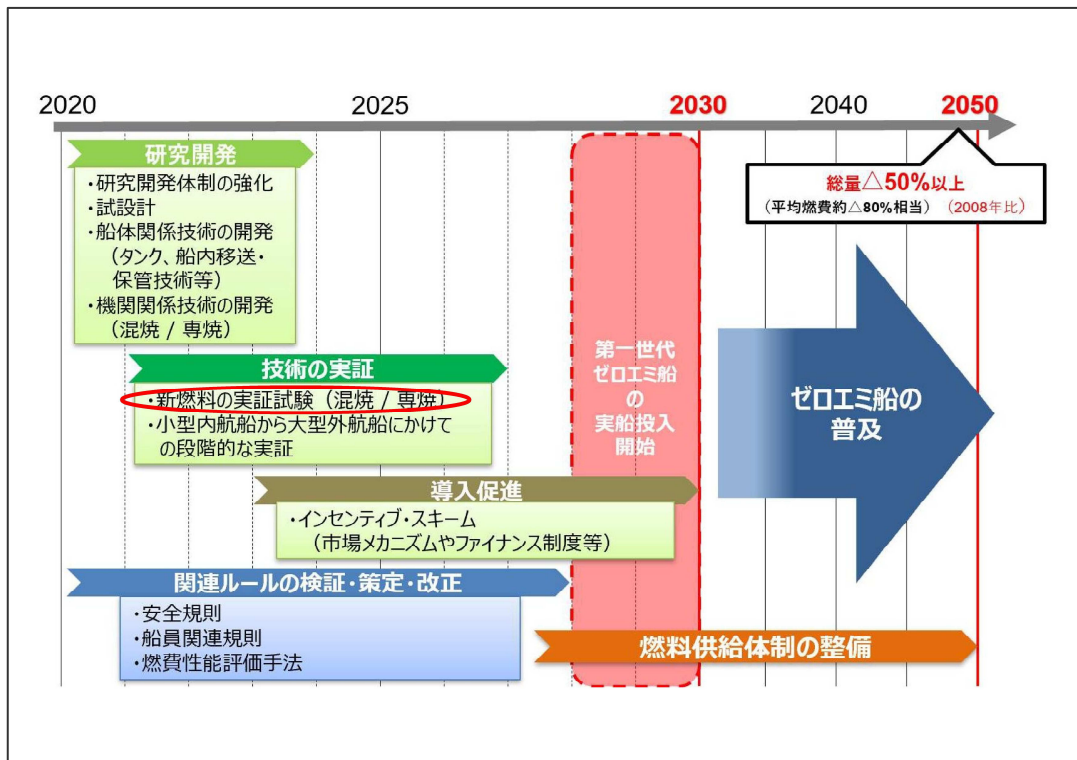 2020
2025
2030
2040
2050
研究開発
・研究開発体制の強化
・試設計
・船体関係技術の開発
（タンク、船内移送・
保管技術等）
・機関関係技術の開発
（混焼 / 専焼）
総量△50%以上
（平均燃費約△80%相当）（2008年比）
技術の実証
・新燃料の実証試験（混焼 / 専焼）
・小型内航船から大型外航船にかけて
の段階的な実証
第一世代
ゼロエミ船
の
実船投入
開始
ゼロエミ船の
普及
導入促進
・インセンティブ・スキーム
（市場メカニズムやファイナンス制度等）
関連ルールの検証・策定・改正
・安全規則
・船員関連規則
・燃費性能評価手法
燃料供給体制の整備